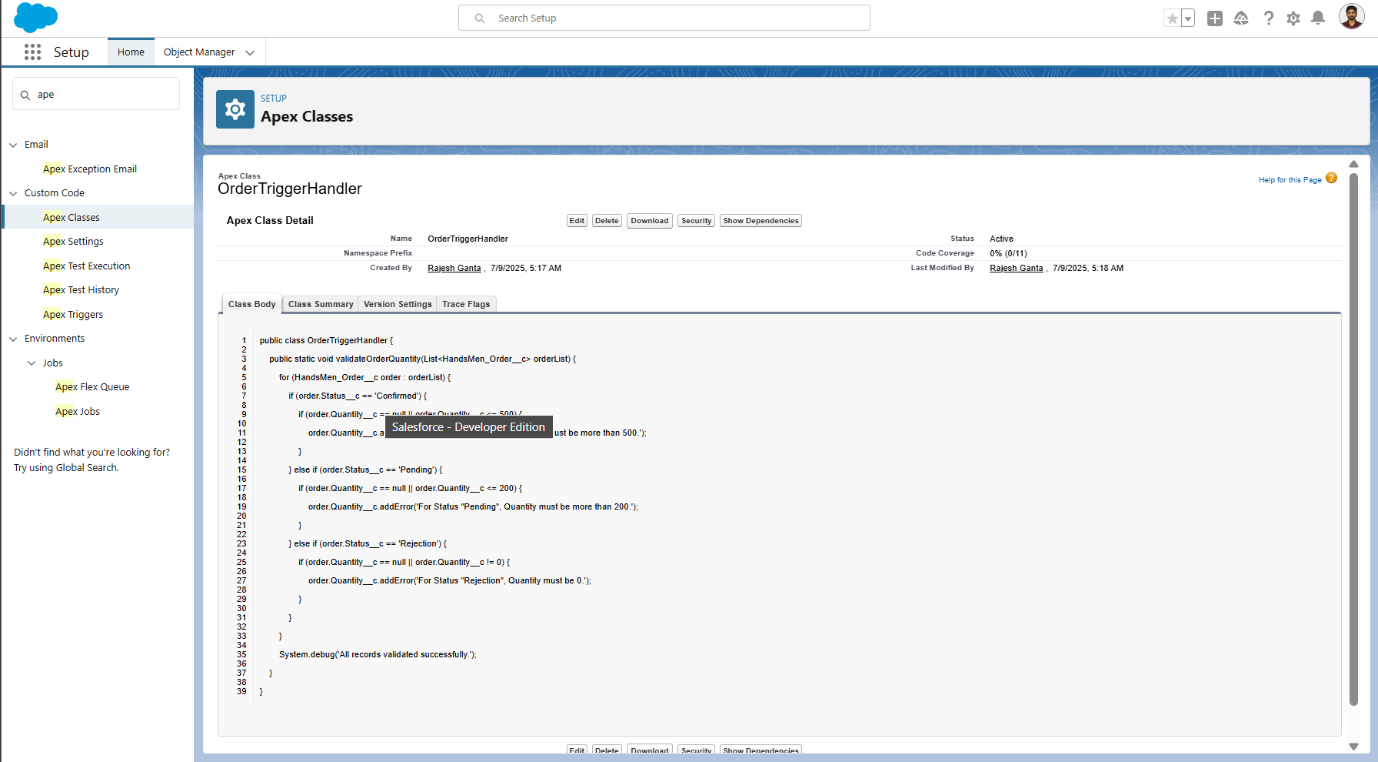 Search Setup
Setup
Home
Object Manager
ape
Email
Apex Exception Email
Custom Code
Apex Classes
Apex Settings
Apex Test Execution
Apex Test History
Apex Triggers
Environments
Jobs
Apex Flex Queue
Apex Jobs
Didn't find what you're looking for?
Try using Global Search.
SETUP
Apex Classes
Apex Class
OrderTriggerHandler
Help for this Page ?
Apex Class Detail
Edit Delete Download Security Show Dependencies
Name OrderTriggerHandler Status Active
Namespace Prefix Code Coverage 0% (0/11)
Created By Rajesh Ganta , 7/9/2025, 5:17 AM Last Modified By Rajesh Ganta , 7/9/2025, 5:18 AM
Class Body Class Summary Version Settings Trace Flags
1 public class OrderTriggerHandler {
2
3 public static void validateOrderQuantity(List<HandsMen_Order__c> orderList) {
4
5 for (HandsMen_Order__c order : orderList) {
6
7 if (order.Status__c == 'Confirmed') {
8
9 if (order.Quantity__c == null || order.Quantity__c <= 500) {
10
11 order.Quantity__c.a ust be more than 500.');
Salesforce - Developer Edition
12
13 }
14
15 } else if (order.Status__c == 'Pending') {
16
17 if (order.Quantity__c == null || order.Quantity__c <= 200) {
18
19 order.Quantity__c.addError('For Status "Pending", Quantity must be more than 200.');
20
21 }
22
23 } else if (order.Status__c == 'Rejection') {
24
25 if (order.Quantity__c == null || order.Quantity__c != 0) {
26
27 order.Quantity__c.addError('For Status "Rejection", Quantity must be 0.');
28
29 }
30
31 }
32
33 }
34
35 System.debug('All records validated successfully.');
36
37 }
38
39 }
Edit Delete Download Security Show Dependencies